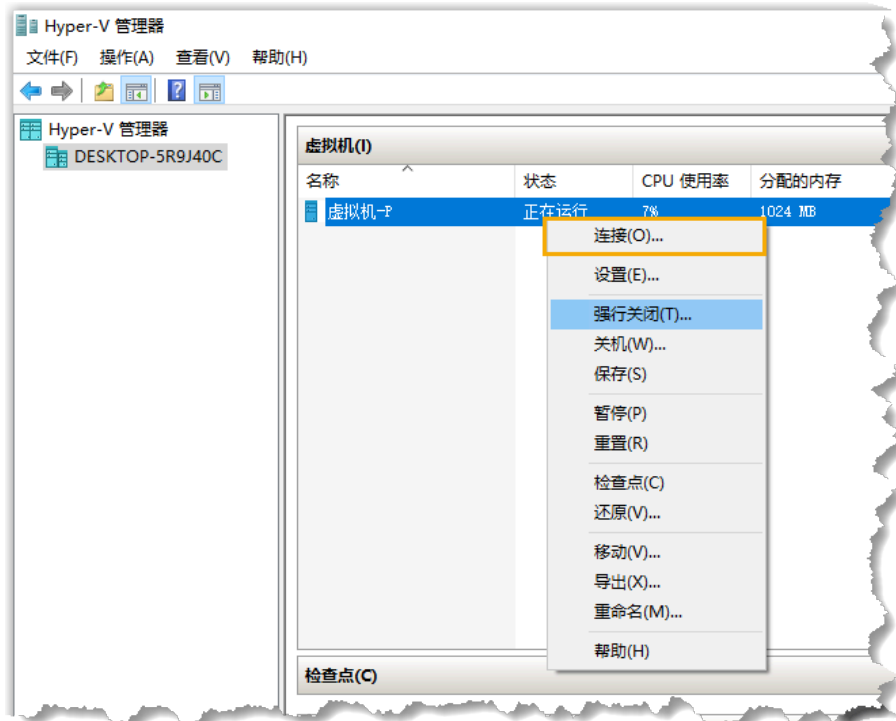 Hyper-V 管理器
文件(F) 操作(A) 查看(V) 帮助(H)
Hyper-V 管理器
DESKTOP-5R9J40C
虚拟机(I)
名称 状态 CPU 使用率 分配的内存
虚拟机-P 正在运行 7% 1024 MB
连接(O)...
设置(E)...
强行关闭(T)...
关机(W)...
保存(S)
暂停(P)
重置(R)
检查点(C)
还原(V)...
移动(V)...
导出(X)...
重命名(M)...
帮助(H)
检查点(C)